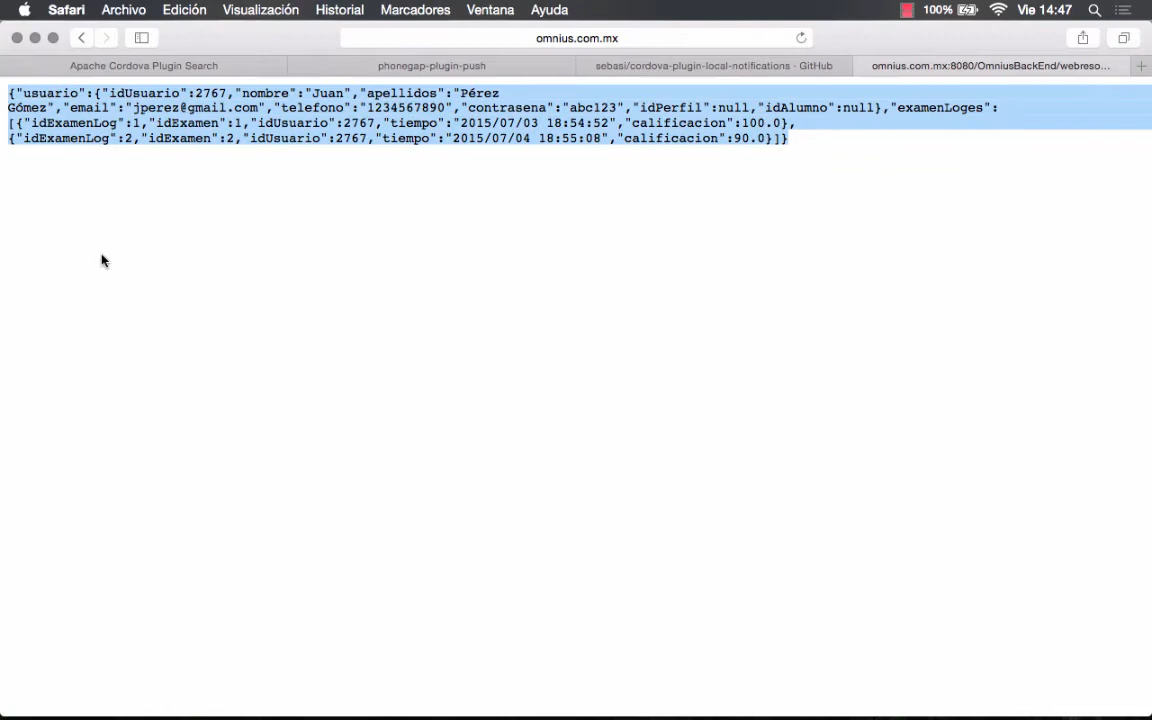 Safari Archivo Edición Visualización Historial Marcadores Ventana Ayuda 100% Vie 14:47
omnius.com.mx
Apache Cordova Plugin Search phonegap-plugin-push sebasi/cordova-plugin-local-notifications · GitHub omnius.com.mx:8080/OmniusBackEnd/webreso...
{"usuario":{"idUsuario":2767,"nombre":"Juan","apellidos":"Pérez
Gómez","email":"jperez@gmail.com","telefono":"1234567890","contrasena":"abc123","idPerfil":null,"idAlumno":null},"examenLoges":
[{"idExamenLog":1,"idExamen":1,"idUsuario":2767,"tiempo":"2015/07/03 18:54:52","calificacion":100.0},
{"idExamenLog":2,"idExamen":2,"idUsuario":2767,"tiempo":"2015/07/04 18:55:08","calificacion":90.0}]}